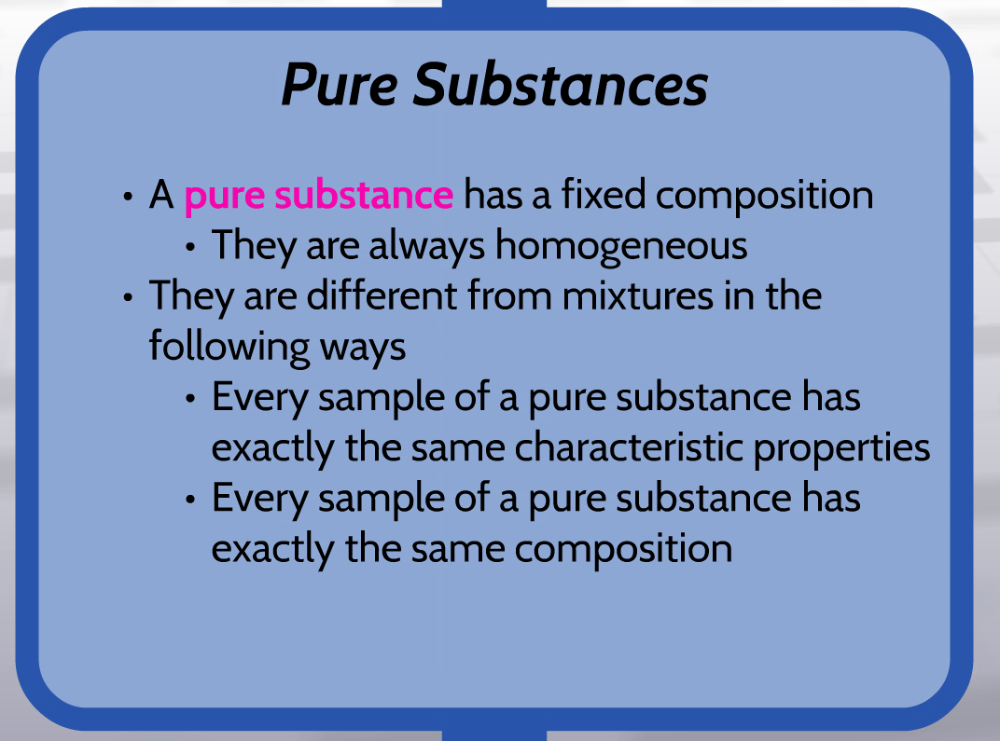 Pure Substances
• A pure substance has a fixed composition
• They are always homogeneous
• They are different from mixtures in the
following ways
• Every sample of a pure substance has
exactly the same characteristic properties
• Every sample of a pure substance has
exactly the same composition